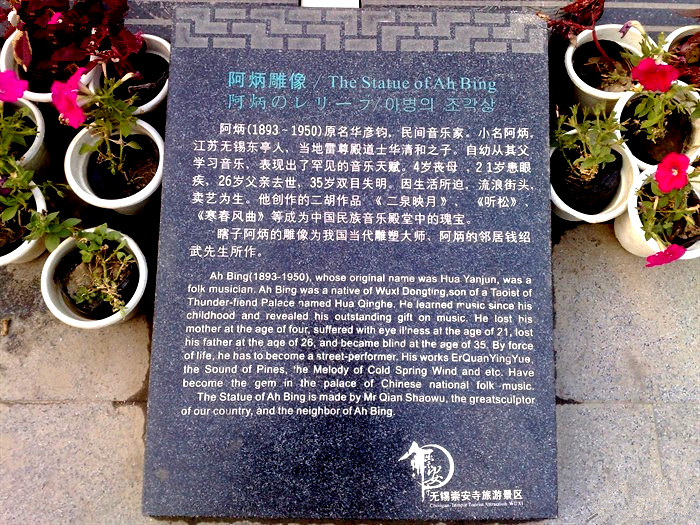 阿炳雕像 / The Statue of Ah Bing
阿炳のレリーフ/아병의 조각상
阿炳(1893-1950)原名华彦钧，民间音乐家。小名阿炳，
江苏无锡东亭人，当地雷尊殿道士华清和之子。自幼从其父
学习音乐，表现出了罕见的音乐天赋。4岁丧母，21岁患眼
疾，26岁父亲去世，35岁双目失明。因生活所迫，流浪街头，
卖艺为生。他创作的二胡作品《二泉映月》、《听松》、
《寒春风曲》等成为中国民族音乐殿堂中的瑰宝。
瞎子阿炳的雕像为我国当代雕塑大师、阿炳的邻居钱绍
武先生所作。
Ah Bing(1893-1950), whose original name was Hua Yanjun, was a
folk musician. Ah Bing was a native of WuxI Dongting,son of a Taoist of
Thunder-fiend Palace named Hua Qinghe. He learned music since his
childhood and revealed his outstanding gift on music. He lost his
mother at the age of four, suffered with eye illness at the age of 21, lost
his father at the age of 26, and became blind at the age of 35. By force
of life, he has to become a street-performer. His works ErQuanYingYue,
the Sound of Pines, the Melody of Cold Spring Wind and etc. Have
become the gem in the palace of Chinese national folk music.
The Statue of Ah Bing is made by Mr Qian Shaowu, the greatsculptor
of our country, and the neighbor of Ah Bing.
无锡崇安寺旅游景区